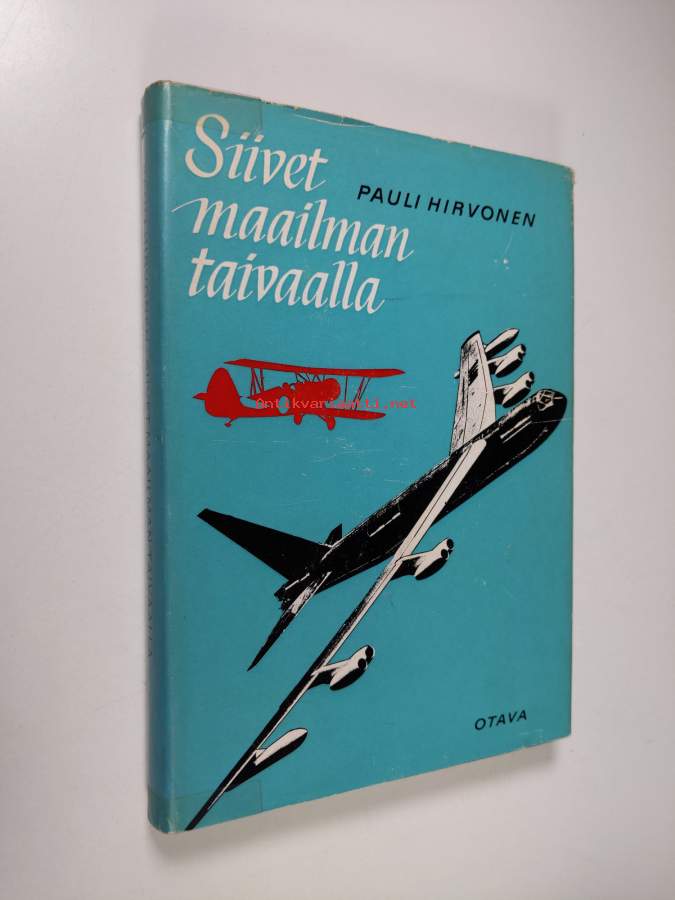 Siivet
maailman
taivaalla
PAULI HIRVONEN
Antikvariaatti.net
OTAVA